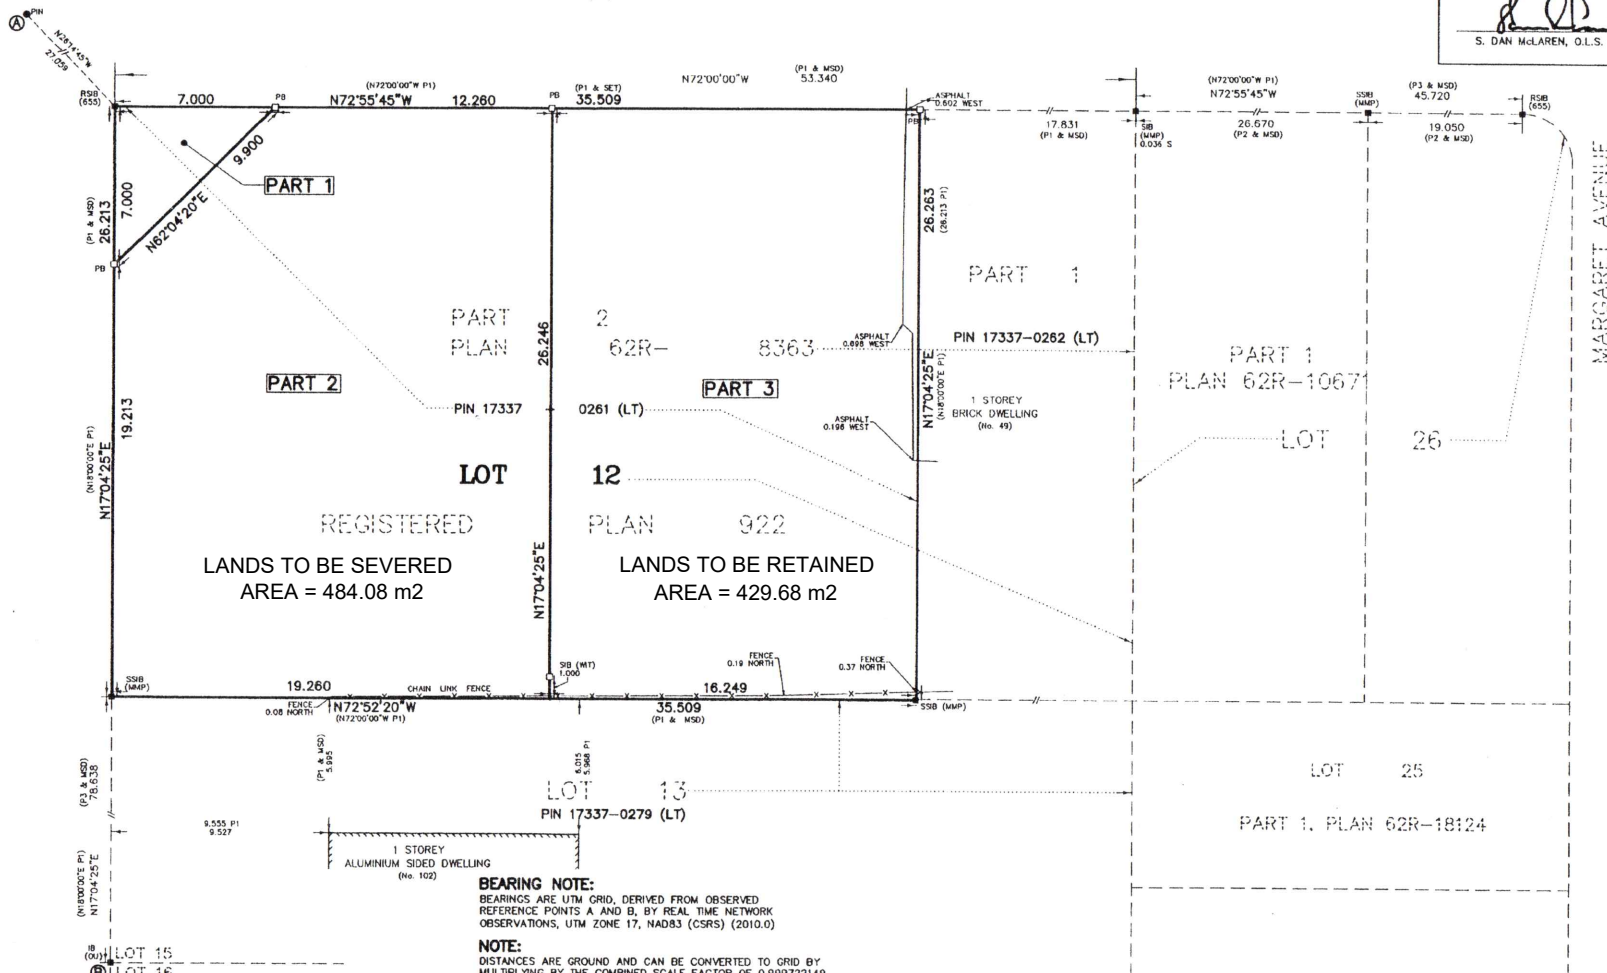 S. DAN McLAREN, O.L.S.
A
PIN
N26°14'45"W
27.059
RSIB
(655)
7.000
PB
(N72°00'00"W P1)
N72°55'45"W
12.260
PB
(P1 & SET)
35.509
N72°00'00"W
(P1 & MSD)
53.340
ASPHALT
0.602 WEST
PB
17.831
(P1 & MSD)
SIB
(MMP)
0.036 S
(N72°00'00"W P1)
N72°55'45"W
26.670
(P2 & MSD)
SSIB
(MMP)
(P3 & MSD)
45.720
19.050
(P2 & MSD)
RSIB
(655)
MARGARET AVENUE
9.900
PART 1
N62°04'20"E
(P1 & MSD)
26.213
7.000
PB
26.263
(26.213 P1)
PART 1
PART 2
PLAN 62R- 8363
ASPHALT
0.698 WEST
PIN 17337-0262 (LT)
PART 1
PLAN 62R-10671
26.246
PART 2
PART 3
N17°04'25"E
(N18°00'00"E P1)
1 STOREY
BRICK DWELLING
(No. 49)
PIN 17337 0261 (LT)
ASPHALT
0.198 WEST
LOT 26
19.213
(N18°00'00"E P1)
N17°04'25"E
LOT 12
REGISTERED PLAN 922
N17°04'25"E
LANDS TO BE SEVERED
AREA = 484.08 m2
LANDS TO BE RETAINED
AREA = 429.68 m2
SSIB
(MMP)
19.260
CHAIN LINK FENCE
SIB (WIT)
1.000
FENCE
0.19 NORTH
FENCE
0.37 NORTH
16.249
FENCE
0.08 NORTH
N72°52'20"W
(N72°00'00"W P1)
35.509
(P1 & MSD)
SSIB (MMP)
(P1 & MSD)
5.995
6.015
5.968 P1
(P3 & MSD)
78.638
LOT 13
PIN 17337-0279 (LT)
LOT 25
PART 1, PLAN 62R-18124
9.555 P1
9.527
1 STOREY
ALUMINIUM SIDED DWELLING
(No. 102)
(N18°00'00"E P1)
N17°04'25"E
BEARING NOTE:
BEARINGS ARE UTM GRID, DERIVED FROM OBSERVED
REFERENCE POINTS A AND B, BY REAL TIME NETWORK
OBSERVATIONS, UTM ZONE 17, NAD83 (CSRS) (2010.0)
NOTE:
DISTANCES ARE GROUND AND CAN BE CONVERTED TO GRID BY
MULTIPLYING BY THE COMBINED SCALE FACTOR OF
IB
(OU)
LOT 15
B
LOT 16